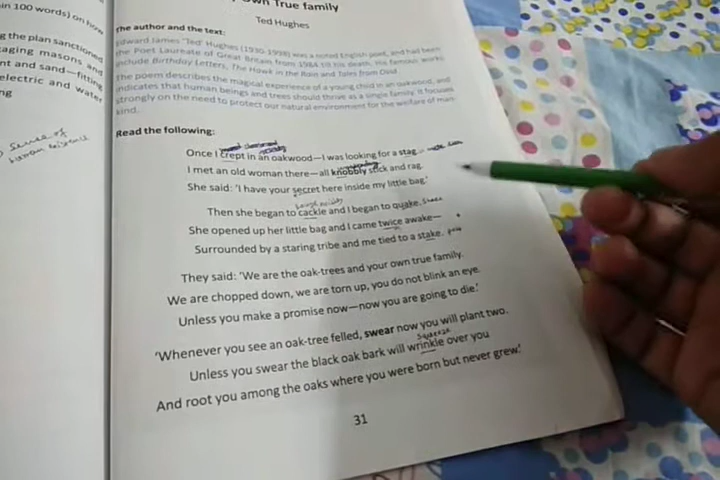 in 100 words) on how
ng the plan sanctioned
aging masons and
nt and sand—fitting
electric and water
ng
sense of
human existence
Own True family
Ted Hughes
The author and the text:
Edward James 'Ted' Hughes (1930-1998) was a noted English poet, and had been
the Poet Laureate of Great Britain from 1984 till his death. His famous works
include Birthday Letters, The Hawk in the Rain and Tales from Ovid.
The poem describes the magical experience of a young child in an oakwood, and
indicates that human beings and trees should thrive as a single family. It focuses
strongly on the need to protect our natural environment for the welfare of man
kind.
Read the following:
Once I crept in an oakwood—I was looking for a stag.
I met an old woman there—all knobbly stick and rag.
She said: 'I have your secret here inside my little bag.'
Then she began to cackle and I began to quake.
She opened up her little bag and I came twice awake—
Surrounded by a staring tribe and me tied to a stake.
They said: 'We are the oak-trees and your own true family.
We are chopped down, we are torn up, you do not blink an eye.
Unless you make a promise now—now you are going to die.'
'Whenever you see an oak-tree felled, swear now you will plant two.
squeeze
Unless you swear the black oak bark will wrinkle over you
And root you among the oaks where you were born but never grew.'
31